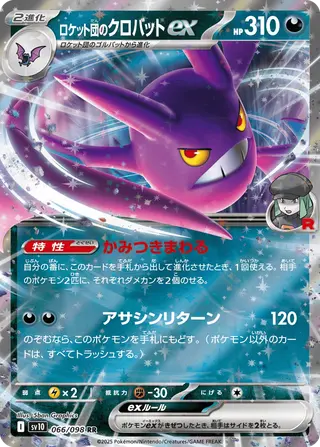 2進化
ロケット団のクロバットex HP310
ロケット団のゴルバットから進化
R
特性 とくせい かみつきまわる
自分の番に、このカードを手札から出して進化させたとき、1回使える。相手
のポケモン2匹に、それぞれダメカンを2個のせる。
アサシンリターン 120
のぞむなら、このポケモンを手札にもどす。（ポケモン以外のカード
は、すべてトラッシュする。）
Illus. 5ban Graphics
弱点 ×2 抵抗力 -30 にげる
I sv10 066/098 RR
exルール
ポケモンexがきぜつしたとき、相手はサイドを2枚とる。
©2025 Pokémon/Nintendo/Creatures/GAME FREAK